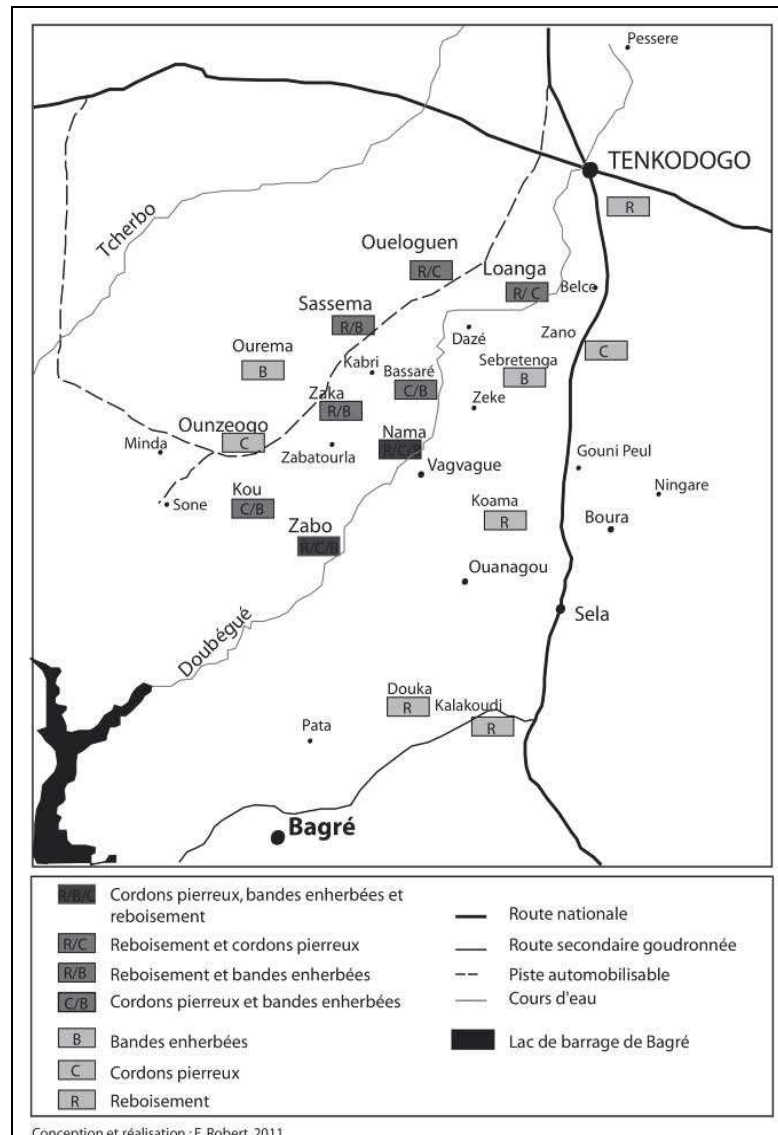 Pessere
TENKODOGO
R
Tcherbo
Oueloguen
R/C
Loanga
R/ C
Belce
Sassema
R/B
Dazé
Zano
C
Ourema
B
Kabri
Bassaré
C/B
Sebretenga
B
Zaka
R/B
Zeke
Ounzeogo
C
Nama
R/C/B
Minda
Zabatourla
Vagvague
Gouni Peul
Ningare
Sone
Kou
C/B
Koama
R
Boura
Zabo
R/C/B
Ouanagou
Sela
Doubégué
Douka
R
Kalakoudi
R
Pata
Bagré
R/B/C Cordons pierreux, bandes enherbées et
reboisement
R/C Reboisement et cordons pierreux
R/B Reboisement et bandes enherbées
C/B Cordons pierreux et bandes enherbées
B Bandes enherbées
C Cordons pierreux
R Reboisement
Route nationale
Route secondaire goudronnée
Piste automobilisable
Cours d'eau
Lac de barrage de Bagré
Conception et réalisation : E. Robert, 2011